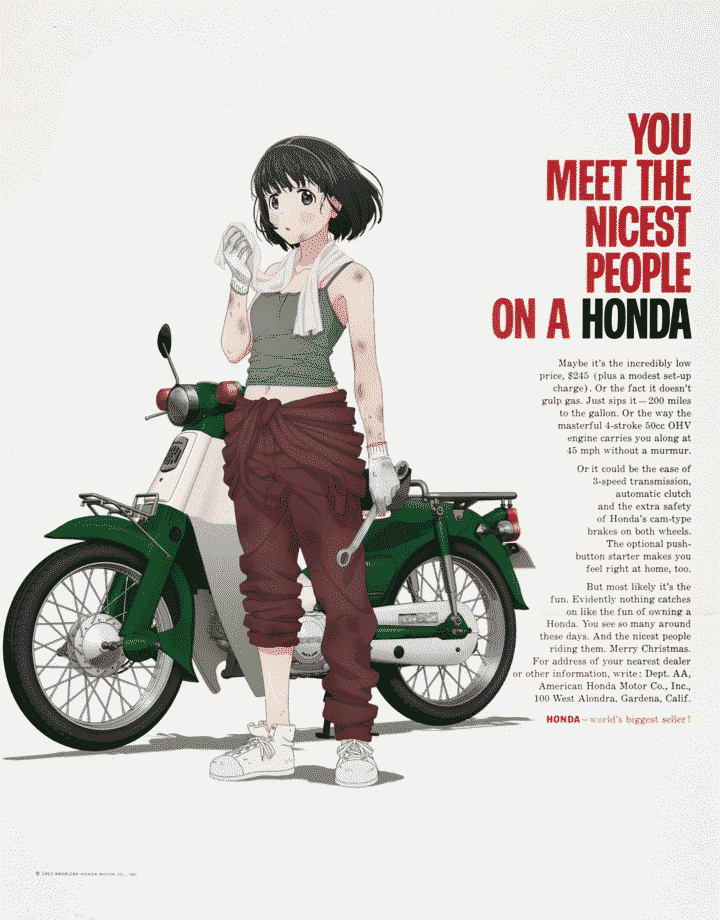 YOU
MEET THE
NICEST
PEOPLE
ON A HONDA
Maybe it's the incredibly low
price, $245 (plus a modest set-up
charge). Or the fact it doesn't
gulp gas. Just sips it — 200 miles
to the gallon. Or the way the
masterful 4-stroke 50cc OHV
engine carries you along at
45 mph without a murmur.
Or it could be the ease of
3-speed transmission,
automatic clutch
and the extra safety
of Honda's cam-type
brakes on both wheels.
The optional push-
button starter makes you
feel right at home, too.
But most likely it's the
fun. Evidently nothing catches
on like the fun of owning a
Honda. You see so many around
these days. And the nicest people
riding them. Merry Christmas.
For address of your nearest dealer
or other information, write: Dept. AA,
American Honda Motor Co., Inc.,
100 West Alondra, Gardena, Calif.
HONDA — world's biggest seller!
AMERICAN HONDA MOTOR CO., INC.